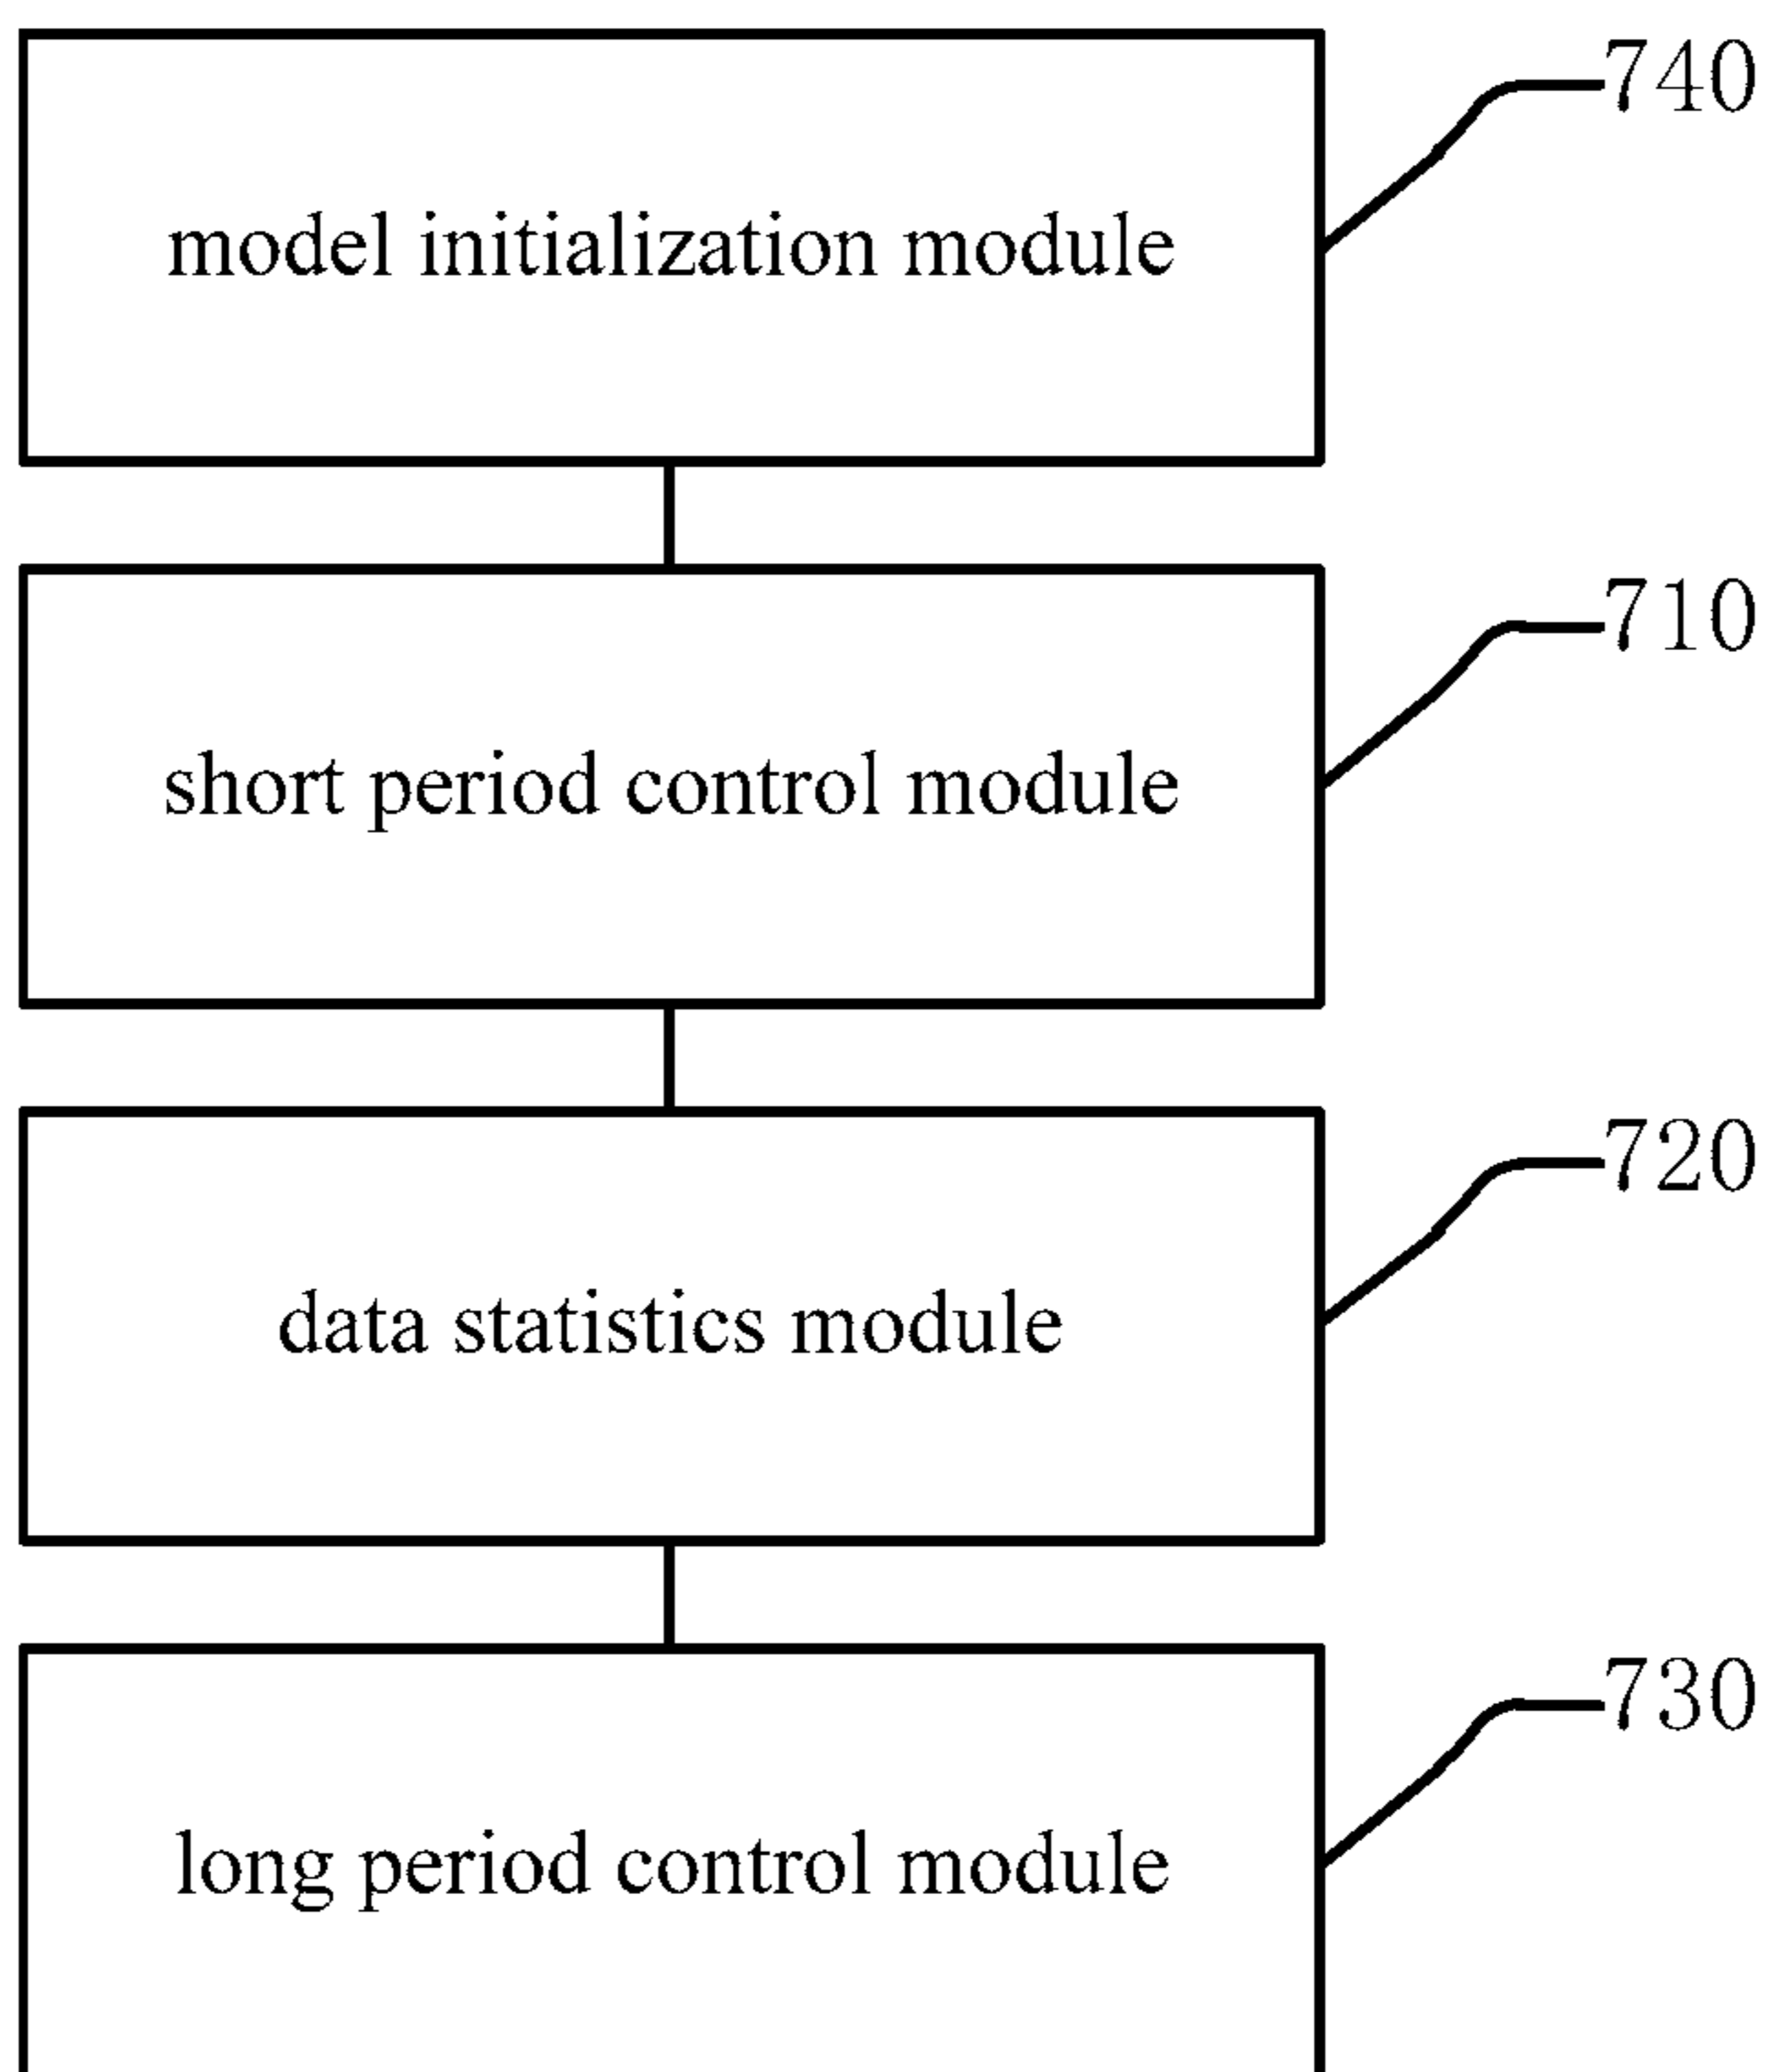 740
model initialization module
710
short period control module
720
data statistics module
730
long period control module